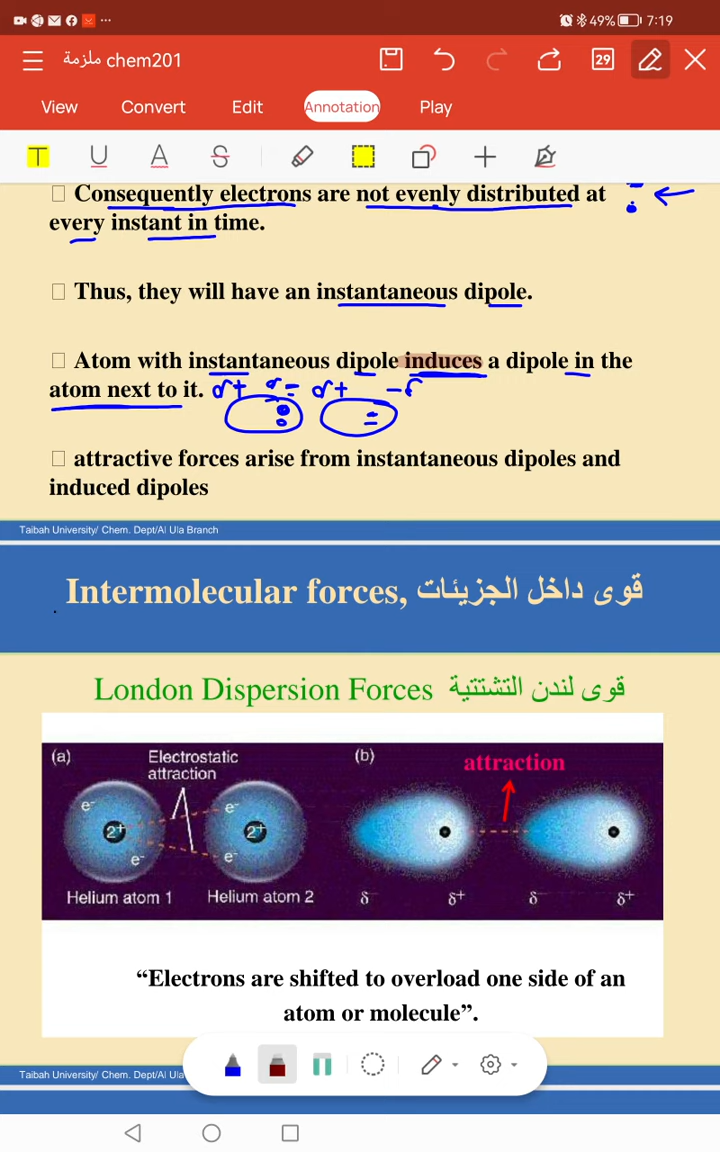 49% 7:19
ملزمة chem201
29
View Convert Edit Annotation Play
T U A S
Consequently electrons are not evenly distributed at
every instant in time.
Thus, they will have an instantaneous dipole.
Atom with instantaneous dipole induces a dipole in the
atom next to it. δ+ δ- δ+ -δ
attractive forces arise from instantaneous dipoles and
induced dipoles
Taibah University/ Chem. Dept/Al Ula Branch
Intermolecular forces, قوى داخل الجزيئات
London Dispersion Forces قوى لندن التشتتية
(a) Electrostatic attraction (b) attraction
e- e-
2+ 2+
e- e-
Helium atom 1 Helium atom 2 δ- δ+ δ- δ+
“Electrons are shifted to overload one side of an
atom or molecule”.
Taibah University/ Chem. Dept/Al Ula